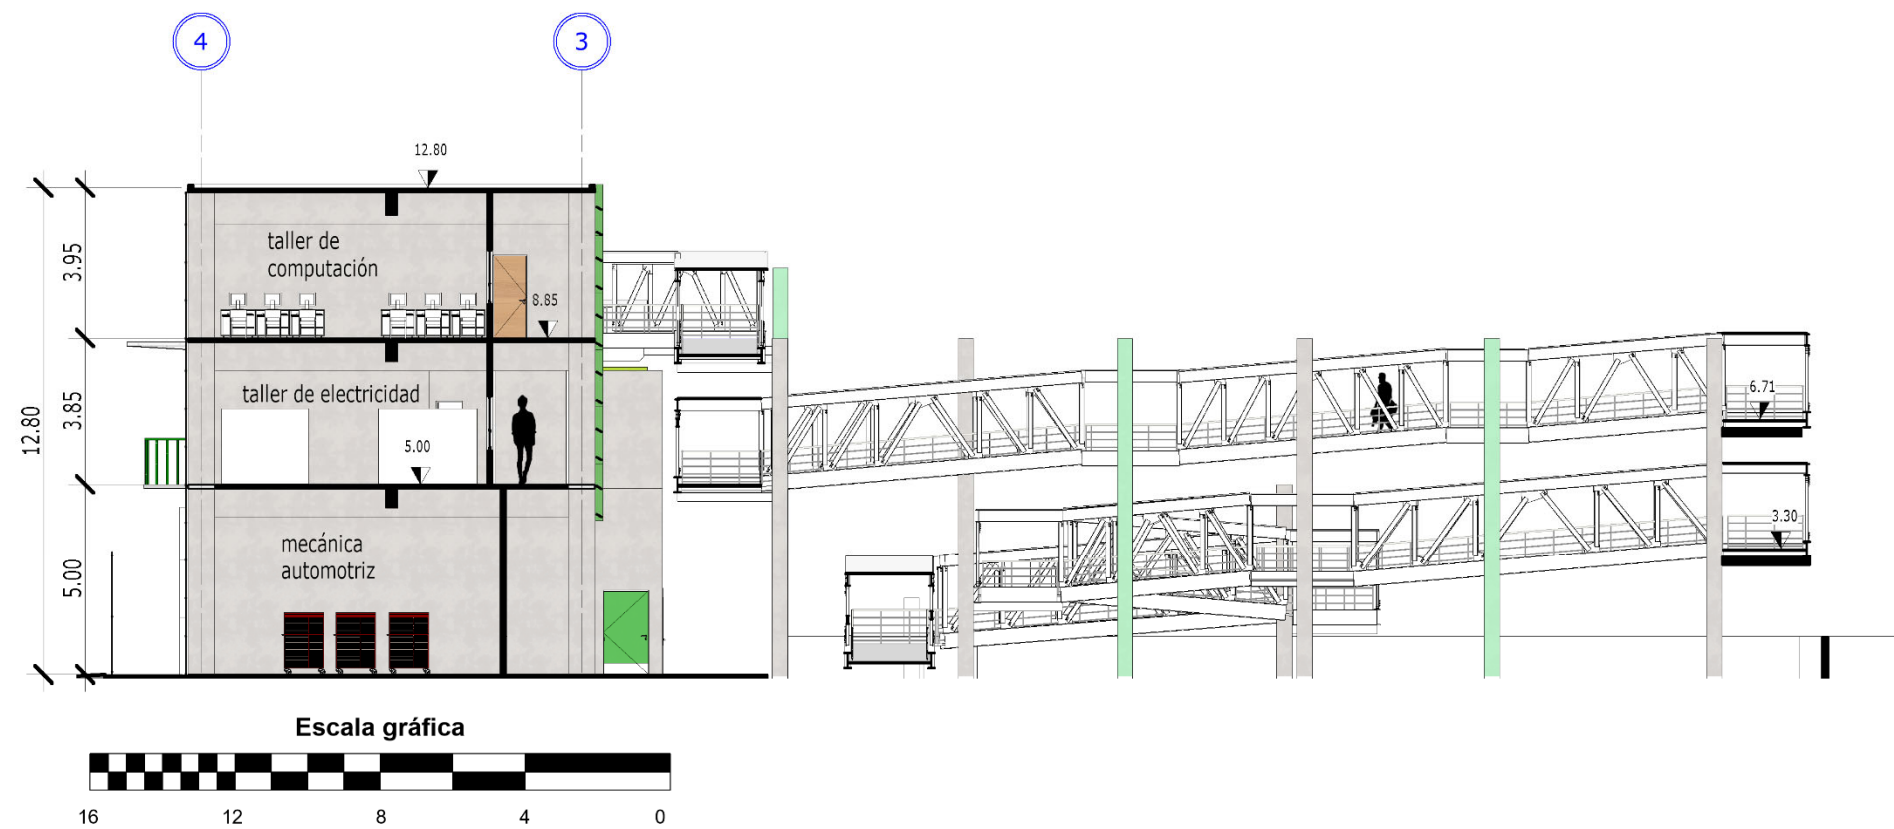 4
3
12.80
3.95
3.85
12.80
5.00
taller de
computación
8.85
taller de electricidad
5.00
mecánica
automotriz
6.71
3.30
Escala gráfica
16 12 8 4 0